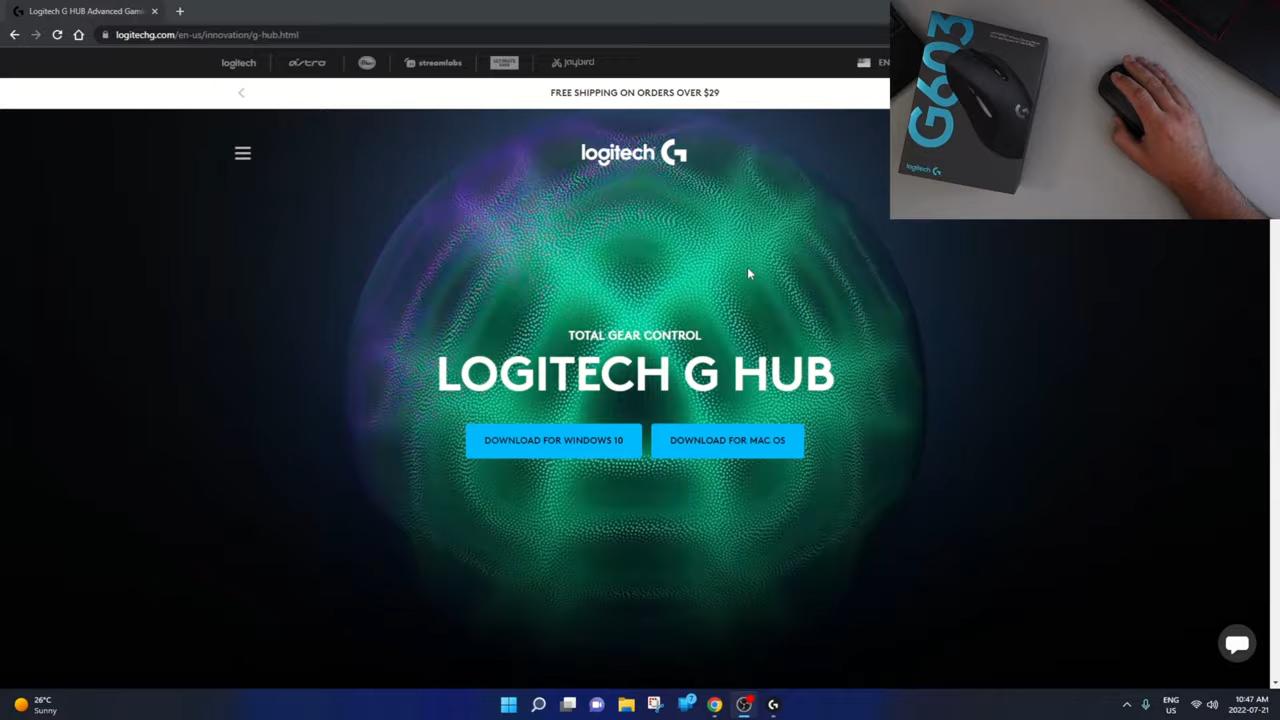 Logitech G HUB Advanced Gami
logitechg.com/en-us/innovation/g-hub.html
logitech
astro
streamlabs
jaybird
EN
FREE SHIPPING ON ORDERS OVER $29
logitech G
TOTAL GEAR CONTROL
LOGITECH G HUB
DOWNLOAD FOR WINDOWS 10
DOWNLOAD FOR MAC OS
G603
logitech G
26°C
Sunny
7
ENG
US
10:47 AM
2022-07-21